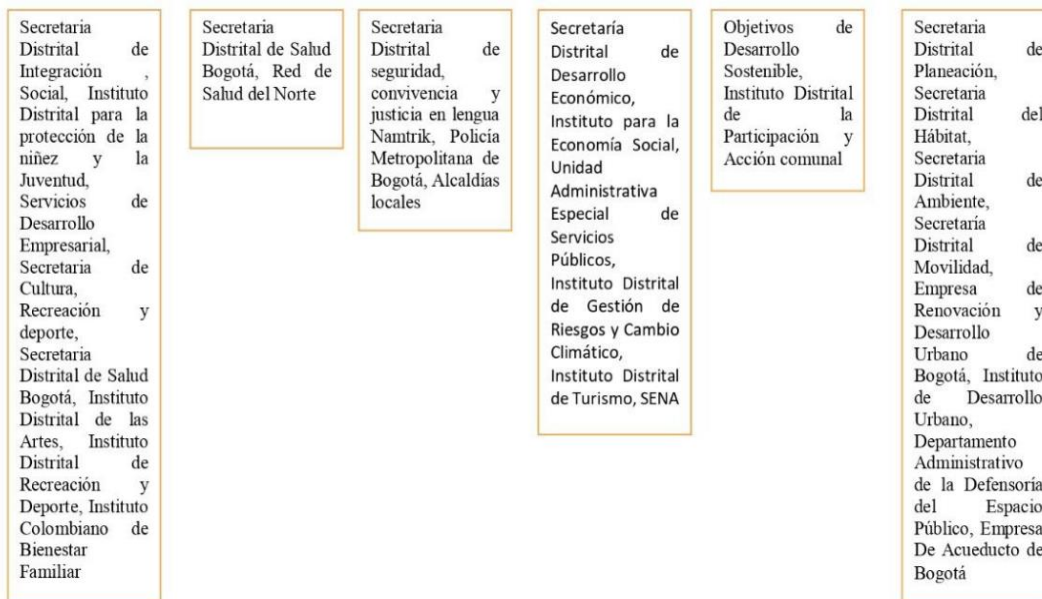 Secretaria
Distrital de
Integración ,
Social, Instituto
Distrital para la
protección de la
niñez y la
Juventud,
Servicios de
Desarrollo
Empresarial,
Secretaria de
Cultura,
Recreación y
deporte,
Secretaria
Distrital de Salud
Bogotá, Instituto
Distrital de las
Artes, Instituto
Distrital de
Recreación y
Deporte, Instituto
Colombiano de
Bienestar
Familiar
Secretaria
Distrital de Salud
Bogotá, Red de
Salud del Norte
Secretaria
Distrital de
seguridad,
convivencia y
justicia en lengua
Namtrik, Policía
Metropolitana de
Bogotá, Alcaldías
locales
Secretaría
Distrital de
Desarrollo
Económico,
Instituto para la
Economía Social,
Unidad
Administrativa
Especial de
Servicios
Públicos,
Instituto Distrital
de Gestión de
Riesgos y Cambio
Climático,
Instituto Distrital
de Turismo, SENA
Objetivos de
Desarrollo
Sostenible,
Instituto Distrital
de la
Participación y
Acción comunal
Secretaria
Distrital de
Planeación,
Secretaria
Distrital del
Hábitat,
Secretaria
Distrital de
Ambiente,
Secretaría
Distrital de
Movilidad,
Empresa de
Renovación y
Desarrollo
Urbano de
Bogotá, Instituto
de Desarrollo
Urbano,
Departamento
Administrativo
de la Defensoría
del Espacio
Público, Empresa
De Acueducto de
Bogotá